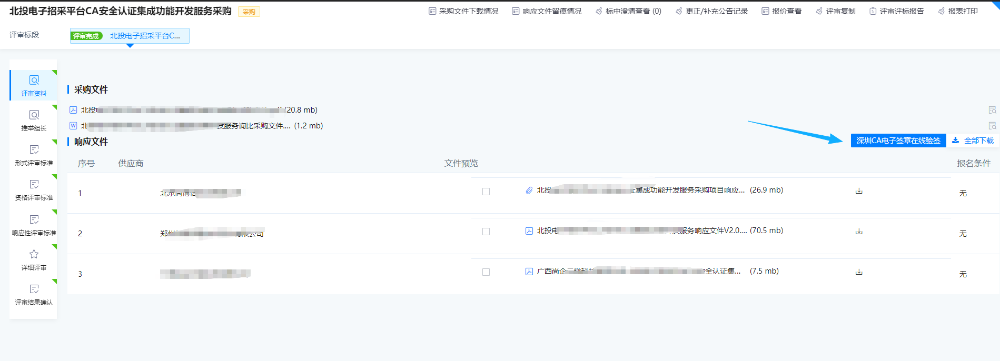 北投电子招采平台CA安全认证集成功能开发服务采购 采购
采购文件下载情况 响应文件留痕情况 标中澄清查看 (0) 更正/补充公告记录 报价查看 评审复制 评审评标报告 报表打印
评审标段 评审完成 北投电子招采平台C...
评审资料
推举组长
形式评审标准
资格评审标准
响应性评审标准
详细评审
评审结果确认
采购文件
北投 (20.8 mb)
北 发服务询比采购文件.... (1.2 mb)
响应文件
深圳CA电子签章在线验签 全部下载
序号 供应商 文件预览 报名条件
1 北投 集成功能开发服务采购项目响应... (26.9 mb) 无
2 郑州 公司 北投电 服务响应文件V2.0.... (70.5 mb) 无
3 广西尚企 全认证集... (7.5 mb) 无